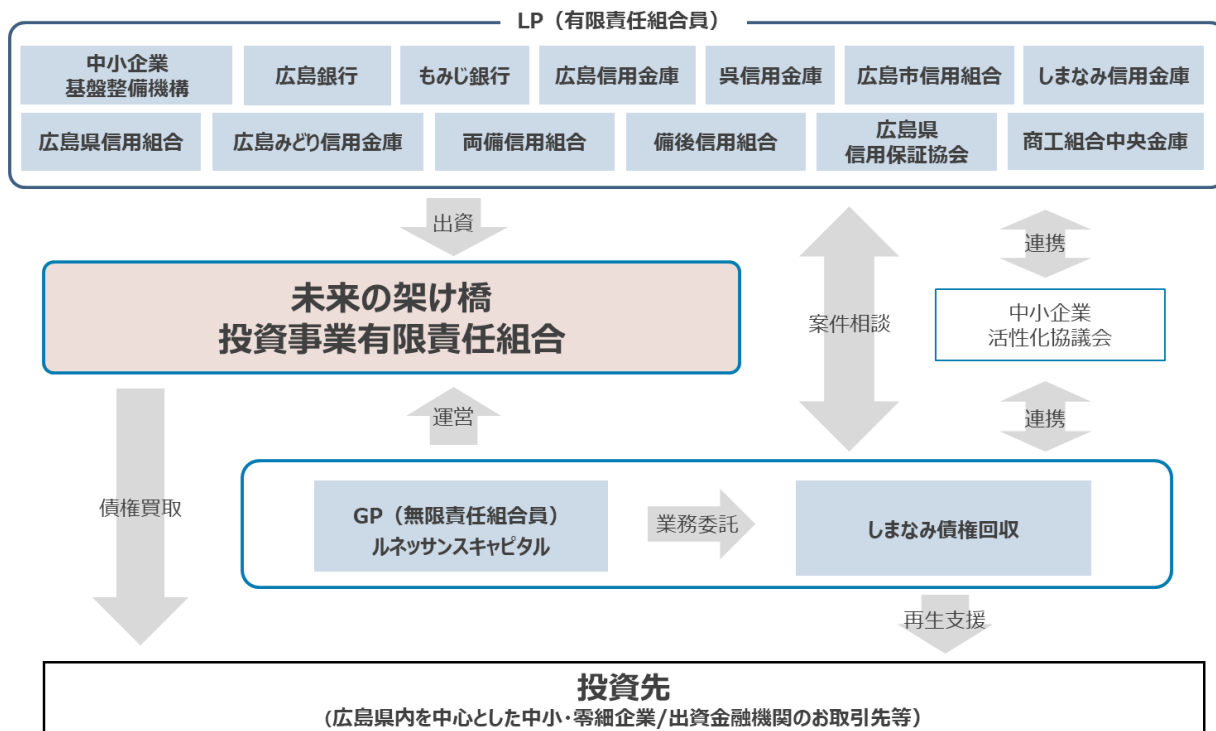 LP（有限責任組合員）
中小企業
基盤整備機構
広島銀行
もみじ銀行
広島信用金庫
呉信用金庫
広島市信用組合
しまなみ信用金庫
広島県信用組合
広島みどり信用金庫
両備信用組合
備後信用組合
広島県
信用保証協会
商工組合中央金庫
出資
連携
未来の架け橋
投資事業有限責任組合
案件相談
中小企業
活性化協議会
運営
連携
債権買取
GP（無限責任組合員）
ルネッサンスキャピタル
業務委託
しまなみ債権回収
再生支援
投資先
(広島県内を中心とした中小・零細企業/出資金融機関のお取引先等）